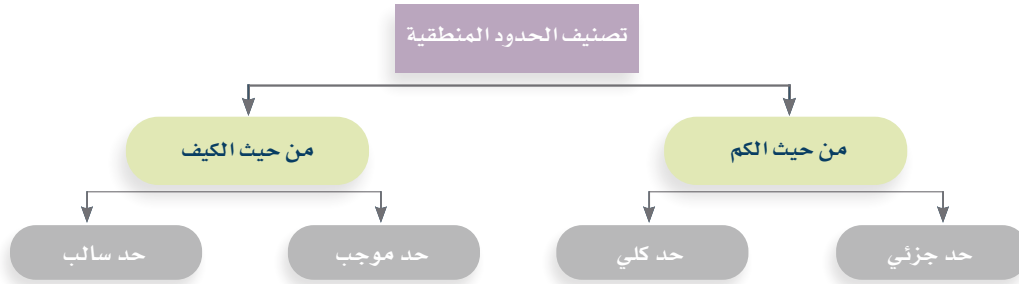 تصنيف الحدود المنطقية
من حيث الكم
من حيث الكيف
حد جزئي
حد كلي
حد موجب
حد سالب